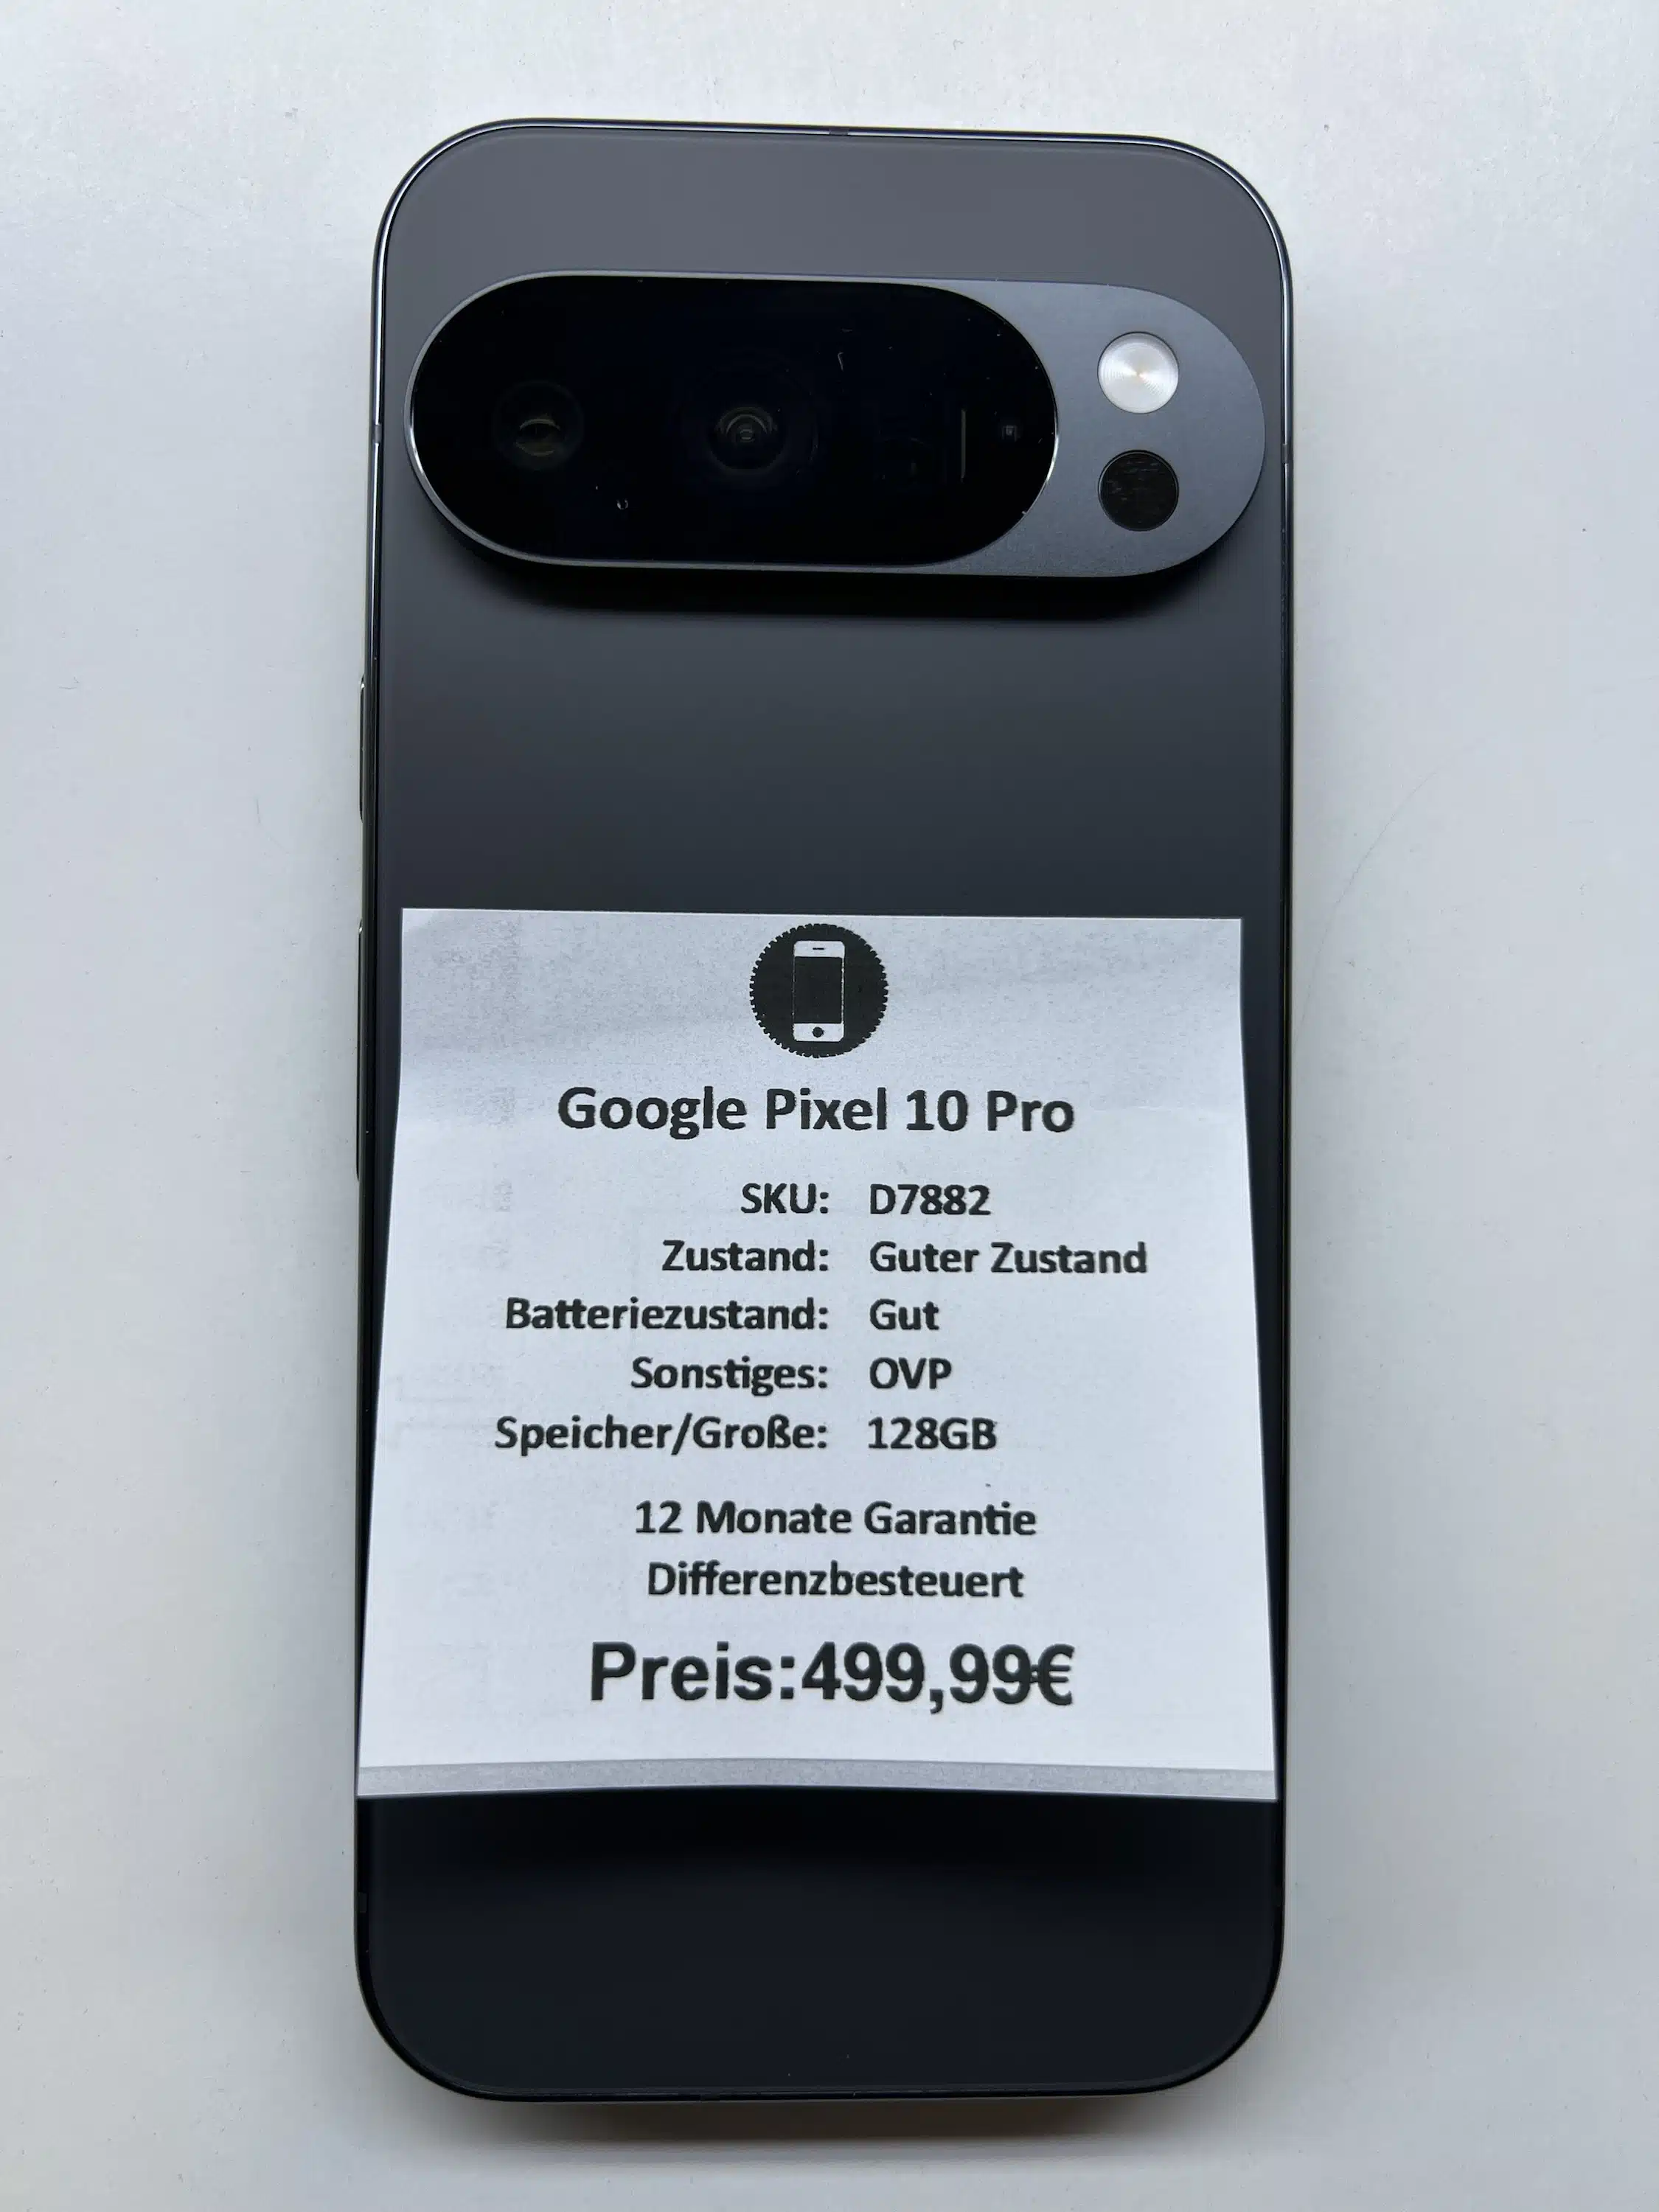 Google Pixel 10 Pro
SKU: D7882
Zustand: Guter Zustand
Batteriezustand: Gut
Sonstiges: OVP
Speicher/Große: 128GB
12 Monate Garantie
Differenzbesteuert
Preis:499,99€